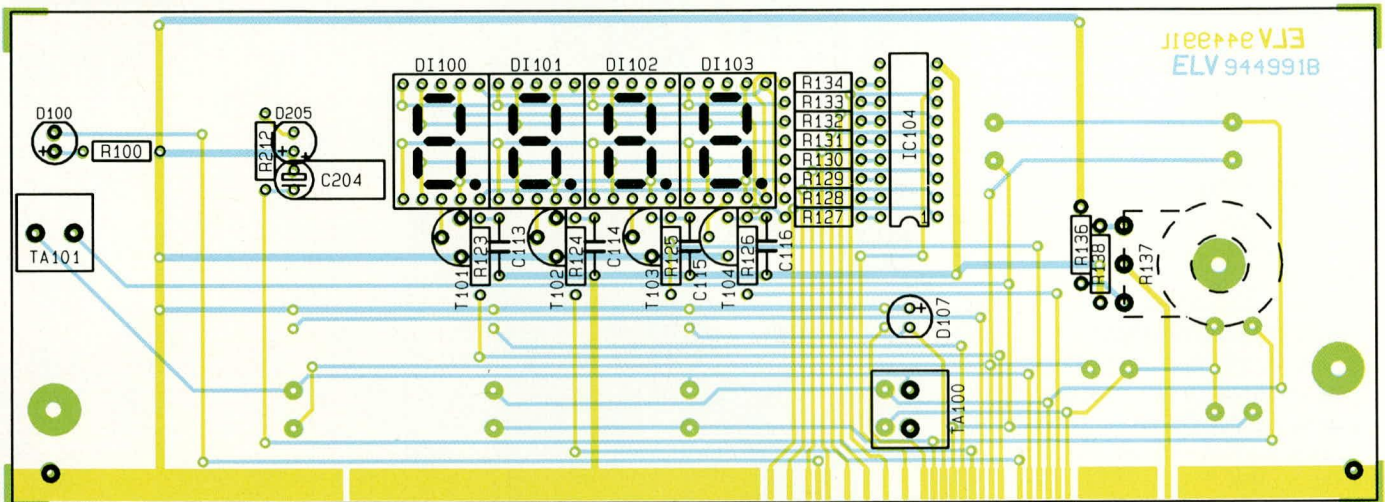 ELV 944991L
ELV 944991B
DI100 DI101 DI102 DI103
D100
R100
D205
R212
C204
TA101
R134
R133
R132
R131
R130
R129
R128
R127
IC104
1
T101
R123
C113
T102
R124
C114
T103
R125
C115
T104
R126
C116
D107
TA100
R136
R138
R137